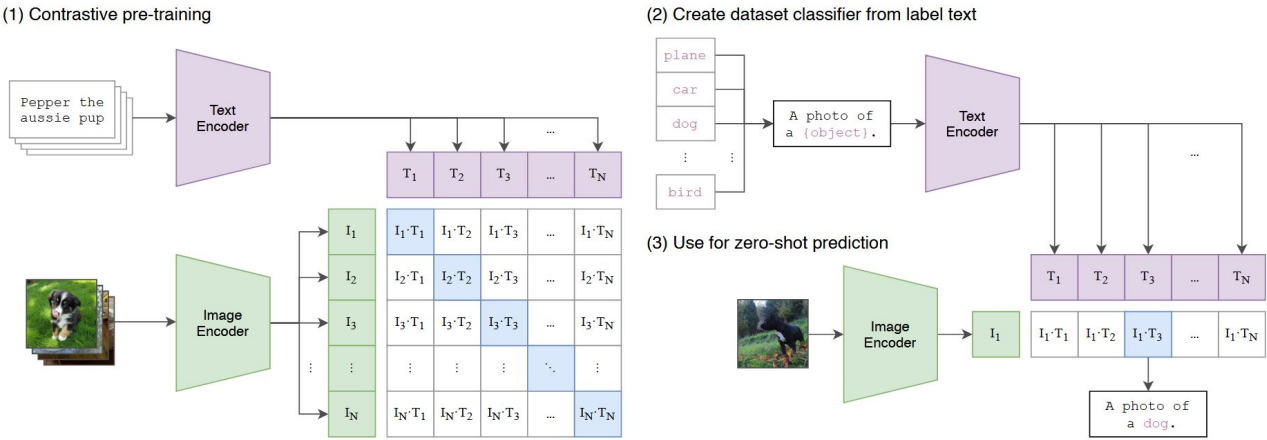 (1) Contrastive pre-training
Pepper the
aussie pup
Text
Encoder
...
T1 T2 T3 ... TN
Image
Encoder
I1 I1·T1 I1·T2 I1·T3 ... I1·TN
I2 I2·T1 I2·T2 I2·T3 ... I2·TN
I3 I3·T1 I3·T2 I3·T3 ... I3·TN
⋮ ⋮ ⋮ ⋮ ⋮ ⋱ ⋮
IN IN·T1 IN·T2 IN·T3 ... IN·TN
(2) Create dataset classifier from label text
plane
car
dog
⋮ ⋮
bird
A photo of
a {object}.
Text
Encoder
...
(3) Use for zero-shot prediction
T1 T2 T3 ... TN
Image
Encoder
I1 I1·T1 I1·T2 I1·T3 ... I1·TN
A photo of
a dog.